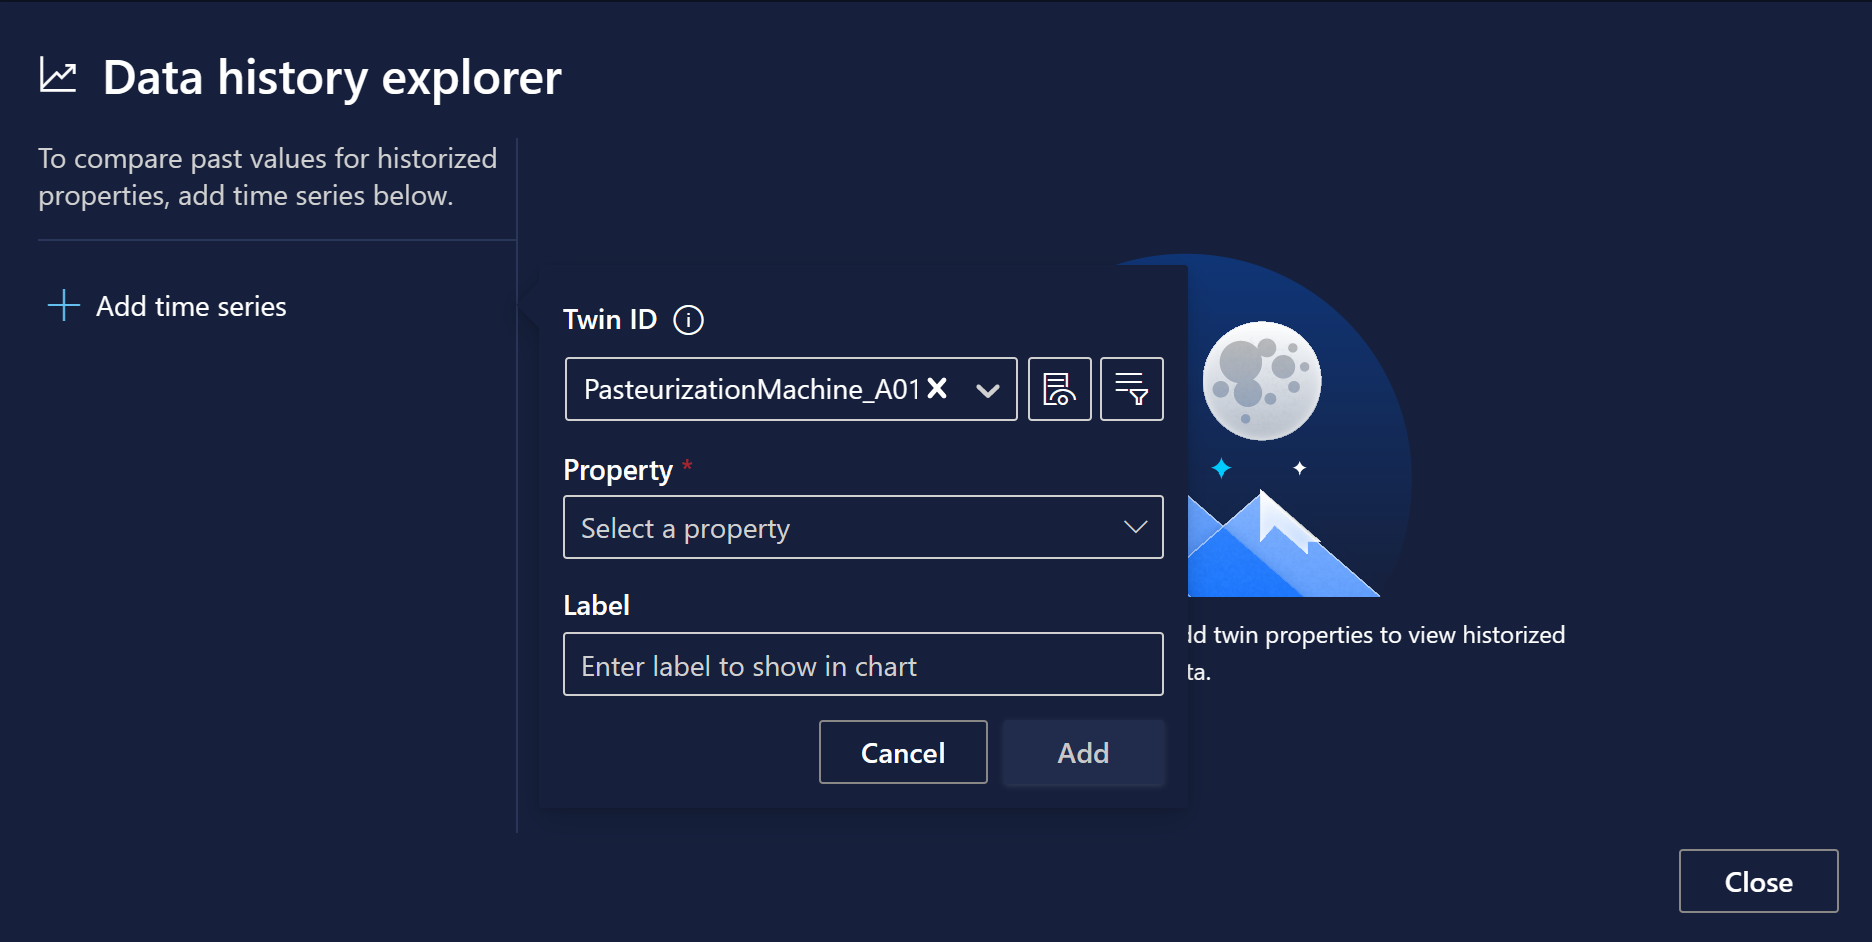 Data history explorer
To compare past values for historized
properties, add time series below.
Add time series
Twin ID
PasteurizationMachine_A01
Property *
Select a property
Label
Enter label to show in chart
Cancel
Add
twin properties to view historized
Close